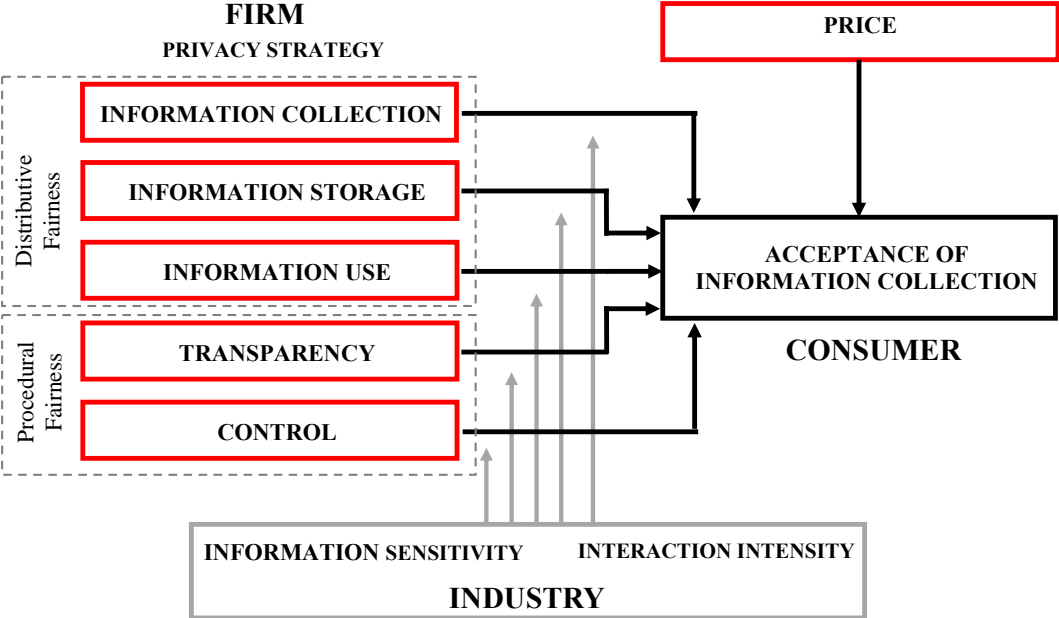 FIRM
PRIVACY STRATEGY
PRICE
Distributive
Fairness
INFORMATION COLLECTION
INFORMATION STORAGE
INFORMATION USE
Procedural
Fairness
TRANSPARENCY
CONTROL
ACCEPTANCE OF
INFORMATION COLLECTION
CONSUMER
INFORMATION SENSITIVITY
INTERACTION INTENSITY
INDUSTRY